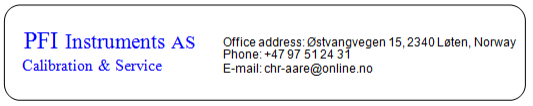 PFI Instruments AS
Calibration & Service
Office address: Østvangvegen 15, 2340 Løten, Norway
Phone: +47 97 51 24 31
E-mail: chr-aare@online.no